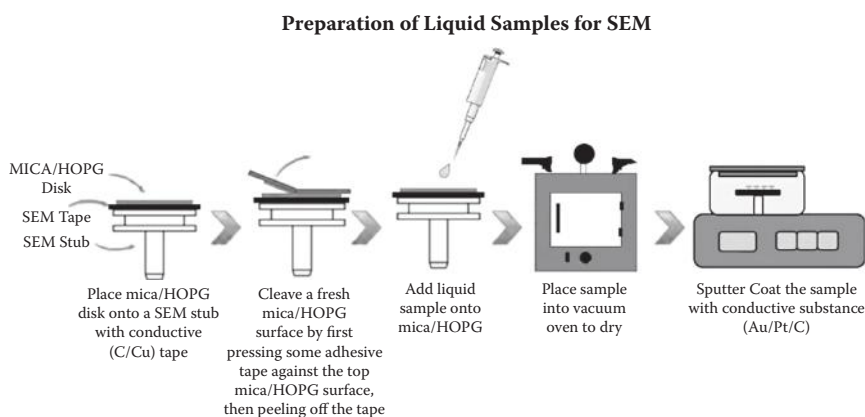 Preparation of Liquid Samples for SEM
MICA/HOPG
Disk
SEM Tape
SEM Stub
Place mica/HOPG
disk onto a SEM stub
with conductive
(C/Cu) tape
Cleave a fresh
mica/HOPG
surface by first
pressing some adhesive
tape against the top
mica/HOPG surface,
then peeling off the tape
Add liquid
sample onto
mica/HOPG
Place sample
into vacuum
oven to dry
Sputter Coat the sample
with conductive substance
(Au/Pt/C)